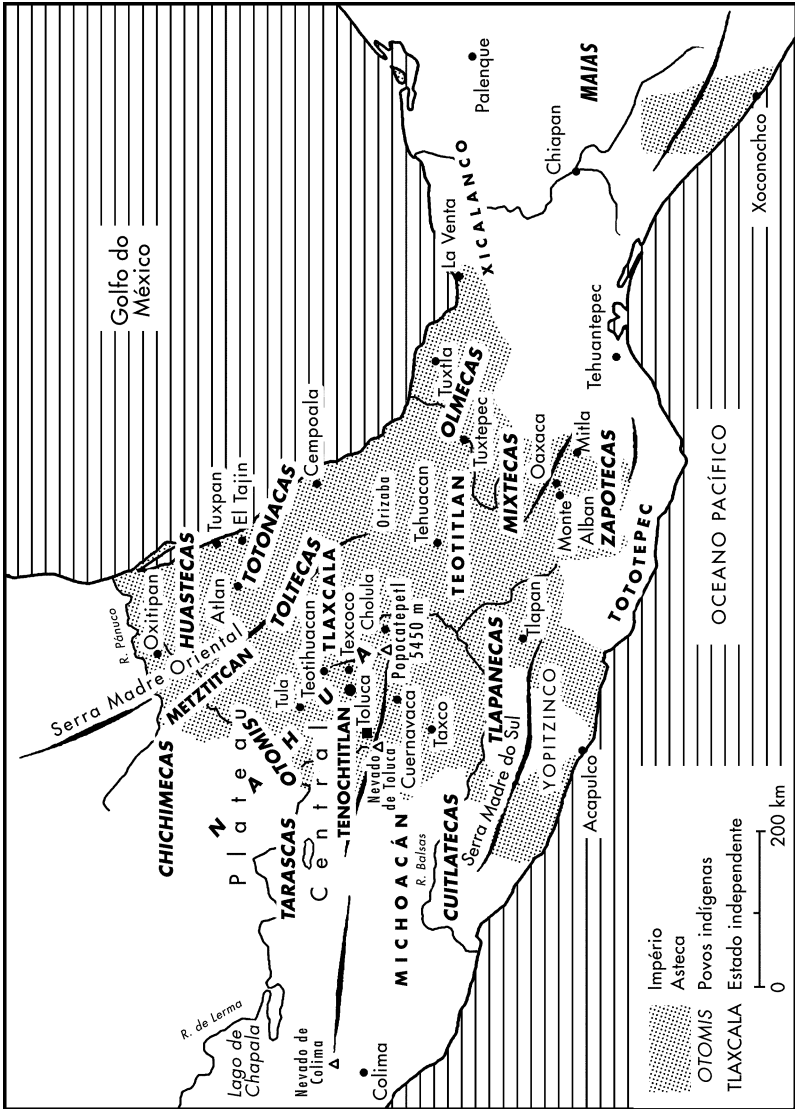 Golfo do
México
Palenque
MAIAS
Chiapan
Xoconochco
XICALANCO
La Venta
Tehuantepec
Tuxtla
OLMECAS
Tuxtepec
MIXTECAS
Oaxaca
Mitla
Monte
Alban
ZAPOTECAS
TOTOTEPEC
OCEANO PACÍFICO
Cempoala
Orizaba
Tehuacan
TEOTITLAN
Tuxpan
El Tajin
TOTONACAS
HUASTECAS
Atlan
TOLTECAS
Oxitipan
R. Pánuco
Serra Madre Oriental
METZTITCAN
TLAXCALA
Teotihuacan
Texcoco
Cholula
Popocatepetl
5450 m
Tula
Toluca
TENOCHTITLAN
Nevado
de Toluca
Cuernavaca
Taxco
TLAPANECAS
Tlapan
YOPITZINCO
Serra Madre do Sul
Acapulco
CHICHIMECAS
OTOMIS
NAHUA
Plateau
Central
TARASCAS
MICHOACÁN
R. Balsas
CUITLATECAS
R. de Lerma
Lago de
Chapala
Nevado de
Colima
Colima
Império
Asteca
OTOMIS Povos indígenas
TLAXCALA Estado independente
0 200 km